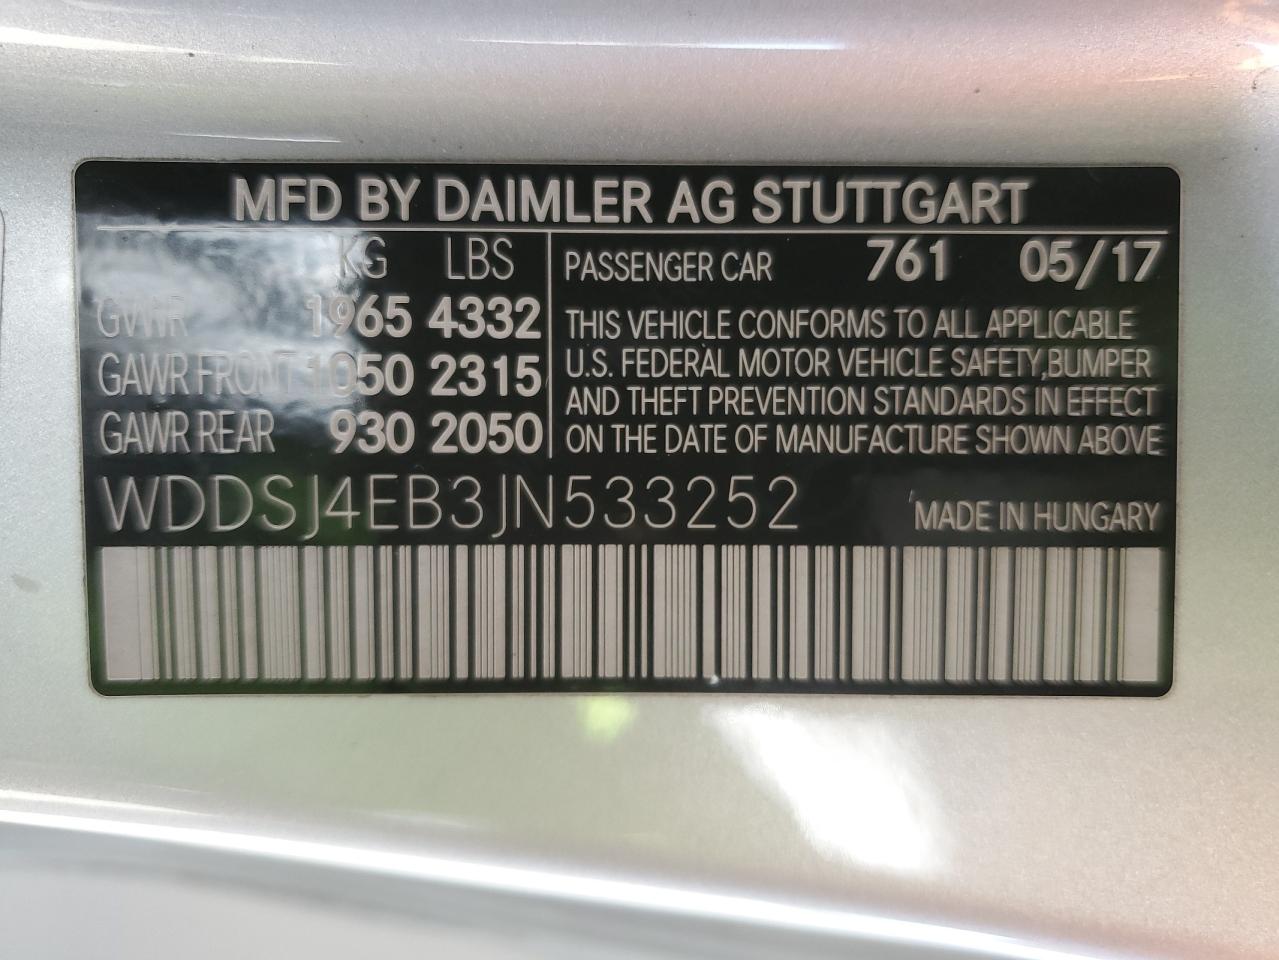 MFD BY DAIMLER AG STUTTGART
KG LBS
GVWR 1965 4332
GAWR FRONT 1050 2315
GAWR REAR 930 2050
PASSENGER CAR 761 05/17
THIS VEHICLE CONFORMS TO ALL APPLICABLE
U.S. FEDERAL MOTOR VEHICLE SAFETY,BUMPER
AND THEFT PREVENTION STANDARDS IN EFFECT
ON THE DATE OF MANUFACTURE SHOWN ABOVE
WDDSJ4EB3JN533252
MADE IN HUNGARY